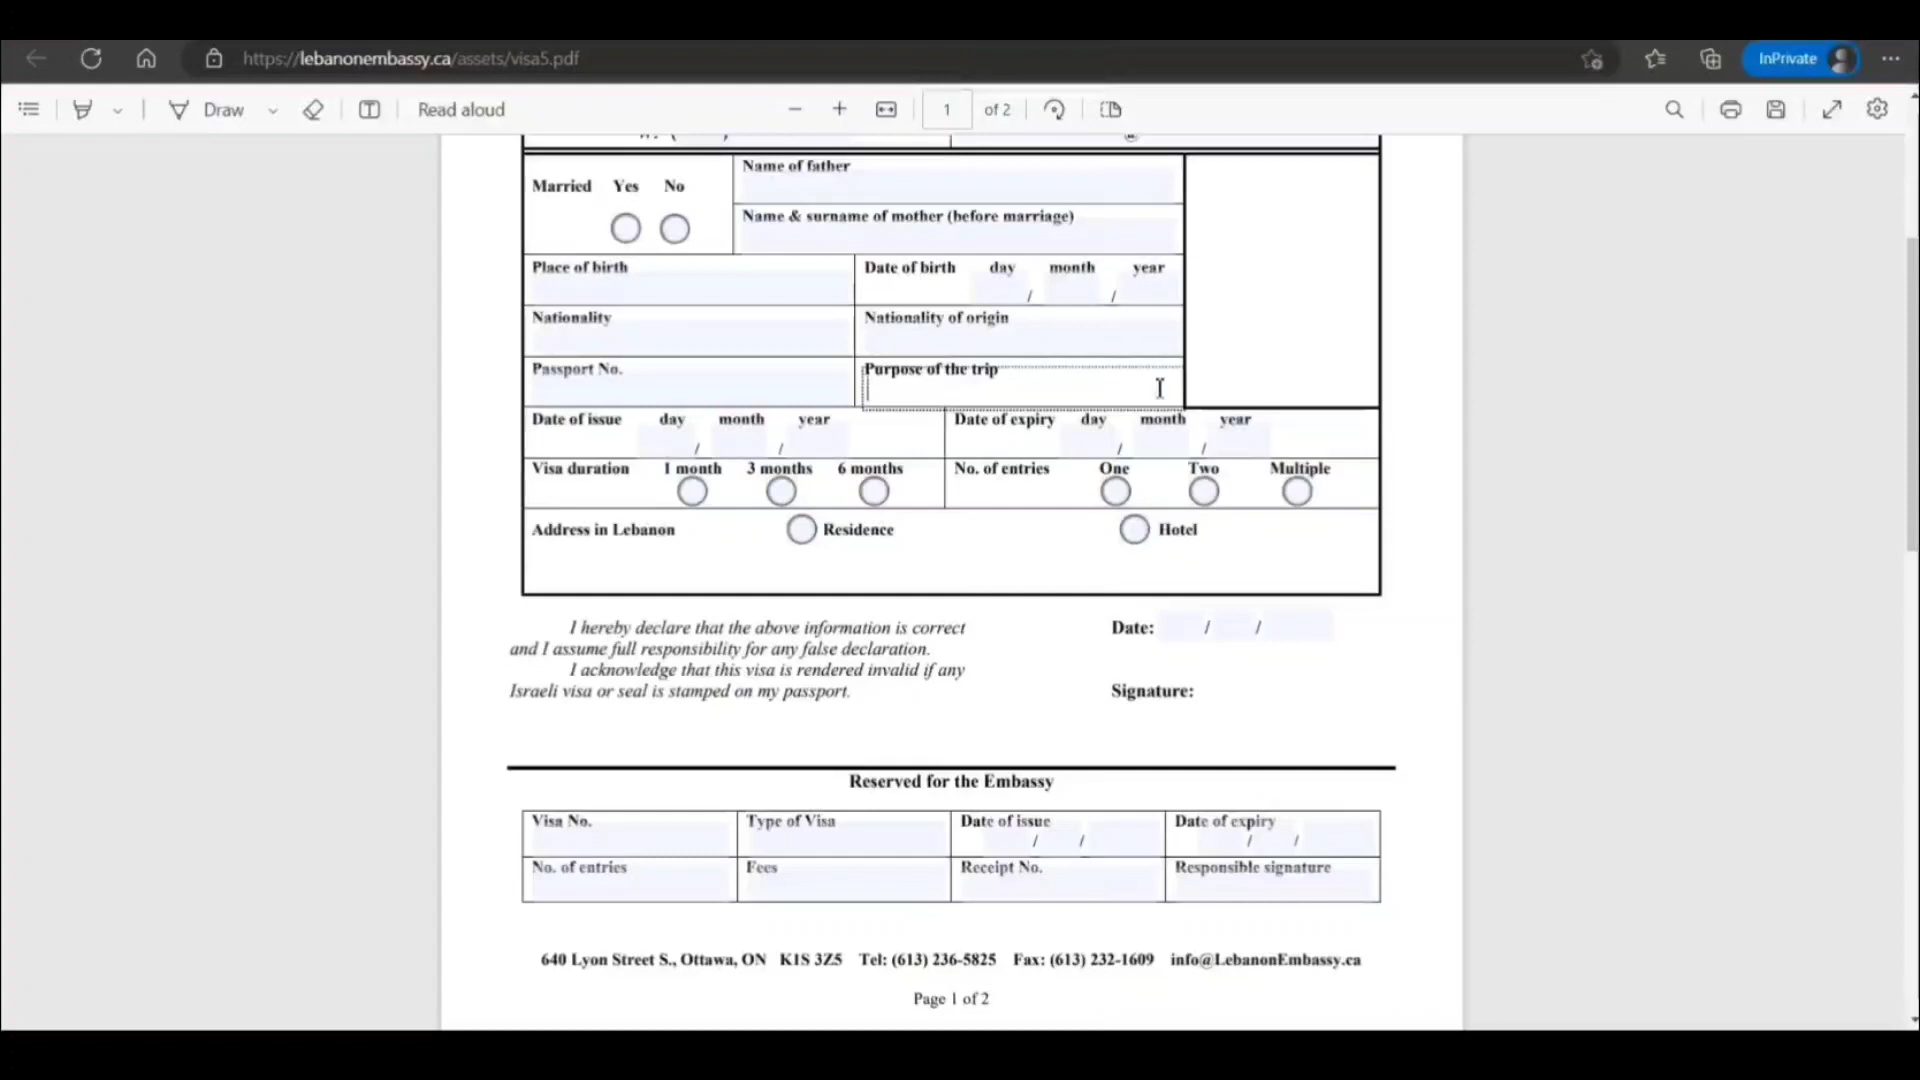 https://lebanonembassy.ca/assets/visa5.pdf
InPrivate
Draw
Read aloud
1 of 2
Married Yes No
Name of father
Name & surname of mother (before marriage)
Place of birth
Date of birth day month year
/ /
Nationality
Nationality of origin
Passport No.
Purpose of the trip
Date of issue day month year
/ /
Date of expiry day month year
/ /
Visa duration 1 month 3 months 6 months
No. of entries One Two Multiple
Address in Lebanon Residence Hotel
I hereby declare that the above information is correct
and I assume full responsibility for any false declaration.
I acknowledge that this visa is rendered invalid if any
Israeli visa or seal is stamped on my passport.
Date: / /
Signature:
Reserved for the Embassy
Visa No.
Type of Visa
Date of issue
/ /
Date of expiry
/ /
No. of entries
Fees
Receipt No.
Responsible signature
640 Lyon Street S., Ottawa, ON K1S 3Z5 Tel: (613) 236-5825 Fax: (613) 232-1609 info@LebanonEmbassy.ca
Page 1 of 2